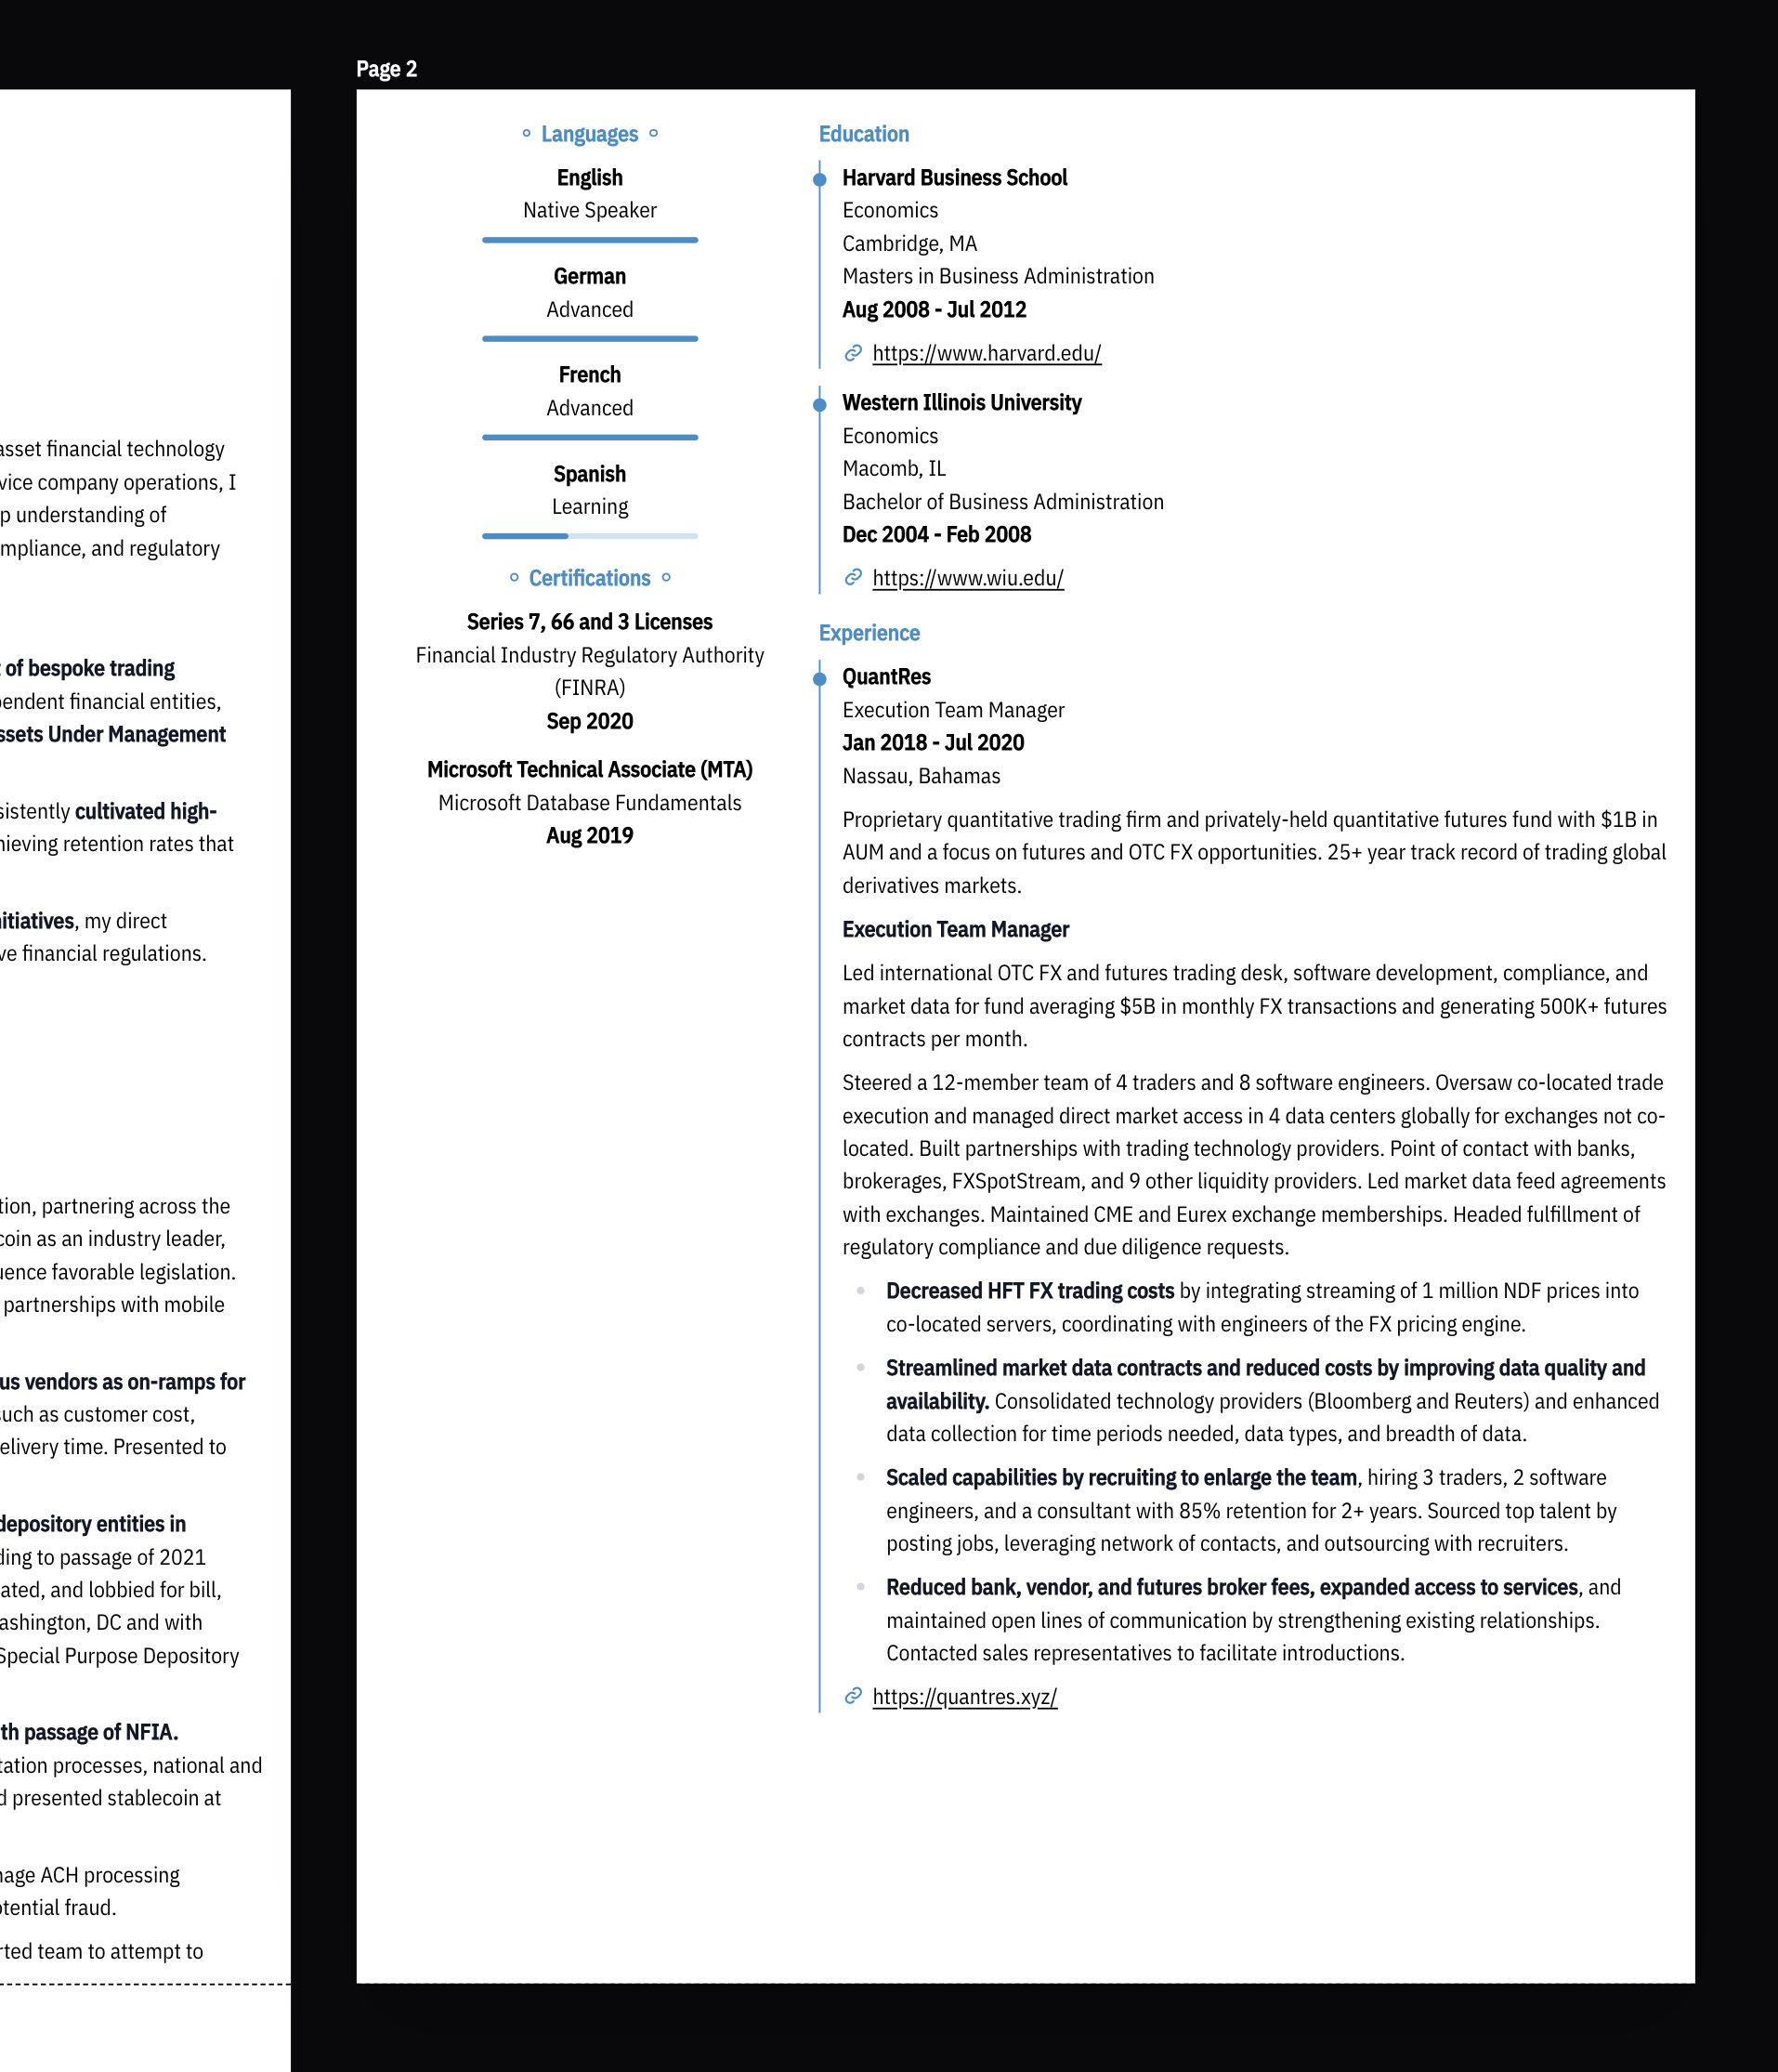 Page 2
asset financial technology
vice company operations, I
p understanding of
mpliance, and regulatory
t of bespoke trading
pendent financial entities,
ssets Under Management
sistently cultivated high-
hieving retention rates that
nitiatives, my direct
ve financial regulations.
tion, partnering across the
coin as an industry leader,
uence favorable legislation.
partnerships with mobile
us vendors as on-ramps for
such as customer cost,
elivery time. Presented to
depository entities in
ding to passage of 2021
ated, and lobbied for bill,
ashington, DC and with
Special Purpose Depository
th passage of NFIA.
tation processes, national and
d presented stablecoin at
nage ACH processing
otential fraud.
rted team to attempt to
Languages
English
Native Speaker
German
Advanced
French
Advanced
Spanish
Learning
Certifications
Series 7, 66 and 3 Licenses
Financial Industry Regulatory Authority
(FINRA)
Sep 2020
Microsoft Technical Associate (MTA)
Microsoft Database Fundamentals
Aug 2019
Education
Harvard Business School
Economics
Cambridge, MA
Masters in Business Administration
Aug 2008 - Jul 2012
https://www.harvard.edu/
Western Illinois University
Economics
Macomb, IL
Bachelor of Business Administration
Dec 2004 - Feb 2008
https://www.wiu.edu/
Experience
QuantRes
Execution Team Manager
Jan 2018 - Jul 2020
Nassau, Bahamas
Proprietary quantitative trading firm and privately-held quantitative futures fund with $1B in
AUM and a focus on futures and OTC FX opportunities. 25+ year track record of trading global
derivatives markets.
Execution Team Manager
Led international OTC FX and futures trading desk, software development, compliance, and
market data for fund averaging $5B in monthly FX transactions and generating 500K+ futures
contracts per month.
Steered a 12-member team of 4 traders and 8 software engineers. Oversaw co-located trade
execution and managed direct market access in 4 data centers globally for exchanges not co-
located. Built partnerships with trading technology providers. Point of contact with banks,
brokerages, FXSpotStream, and 9 other liquidity providers. Led market data feed agreements
with exchanges. Maintained CME and Eurex exchange memberships. Headed fulfillment of
regulatory compliance and due diligence requests.
Decreased HFT FX trading costs by integrating streaming of 1 million NDF prices into
co-located servers, coordinating with engineers of the FX pricing engine.
Streamlined market data contracts and reduced costs by improving data quality and
availability. Consolidated technology providers (Bloomberg and Reuters) and enhanced
data collection for time periods needed, data types, and breadth of data.
Scaled capabilities by recruiting to enlarge the team, hiring 3 traders, 2 software
engineers, and a consultant with 85% retention for 2+ years. Sourced top talent by
posting jobs, leveraging network of contacts, and outsourcing with recruiters.
Reduced bank, vendor, and futures broker fees, expanded access to services, and
maintained open lines of communication by strengthening existing relationships.
Contacted sales representatives to facilitate introductions.
https://quantres.xyz/